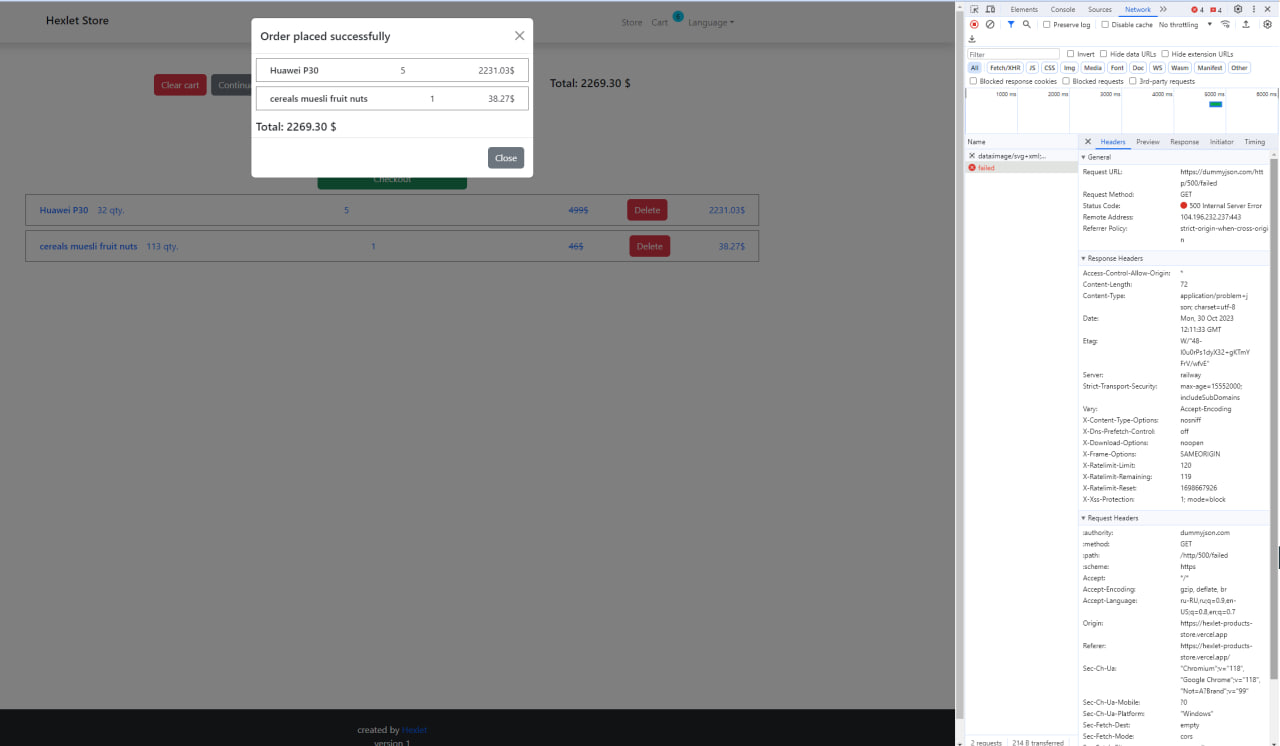 Hexlet Store
Store Cart 6 Language
Order placed successfully
Huawei P30 5 2231.03$
cereals muesli fruit nuts 1 38.27$
Total: 2269.30 $
Close
Clear cart
Total: 2269.30 $
Checkout
Huawei P30 32 qty. 5 499$ Delete 2231.03$
cereals muesli fruit nuts 113 qty. 1 46$ Delete 38.27$
created by Hexlet
version 1
Elements Console Sources Network 4 4
Preserve log Disable cache No throttling
Filter Invert Hide data URLs Hide extension URLs
All Fetch/XHR JS CSS Img Media Font Doc WS Wasm Manifest Other
Blocked response cookies Blocked requests 3rd-party requests
1000 ms 2000 ms 3000 ms 4000 ms 5000 ms 6000 ms
Name
data:image/svg+xml;...
failed
Headers Preview Response Initiator Timing
General
Request URL: https://dummyjson.com/htt
p/500/failed
Request Method: GET
Status Code: 500 Internal Server Error
Remote Address: 104.196.232.237:443
Referrer Policy: strict-origin-when-cross-origi
n
Response Headers
Access-Control-Allow-Origin: *
Content-Length: 72
Content-Type: application/problem+j
son; charset=utf-8
Date: Mon, 30 Oct 2023
12:11:33 GMT
Etag: W/"48-
I0u0rPs1dyX32+gKTmY
FrV/wfvE"
Server: railway
Strict-Transport-Security: max-age=15552000;
includeSubDomains
Vary: Accept-Encoding
X-Content-Type-Options: nosniff
X-Dns-Prefetch-Control: off
X-Download-Options: noopen
X-Frame-Options: SAMEORIGIN
X-Ratelimit-Limit: 120
X-Ratelimit-Remaining: 119
X-Ratelimit-Reset: 1698667926
X-Xss-Protection: 1; mode=block
Request Headers
:authority: dummyjson.com
:method: GET
:path: /http/500/failed
:scheme: https
Accept: */*
Accept-Encoding: gzip, deflate, br
Accept-Language: ru-RU,ru;q=0.9,en-
US;q=0.8,en;q=0.7
Origin: https://hexlet-products-
store.vercel.app
Referer: https://hexlet-products-
store.vercel.app/
Sec-Ch-Ua: "Chromium";v="118",
"Google Chrome";v="118",
"Not=A?Brand";v="99"
Sec-Ch-Ua-Mobile: ?0
Sec-Ch-Ua-Platform: "Windows"
Sec-Fetch-Dest: empty
Sec-Fetch-Mode: cors
2 requests 214 B transferred